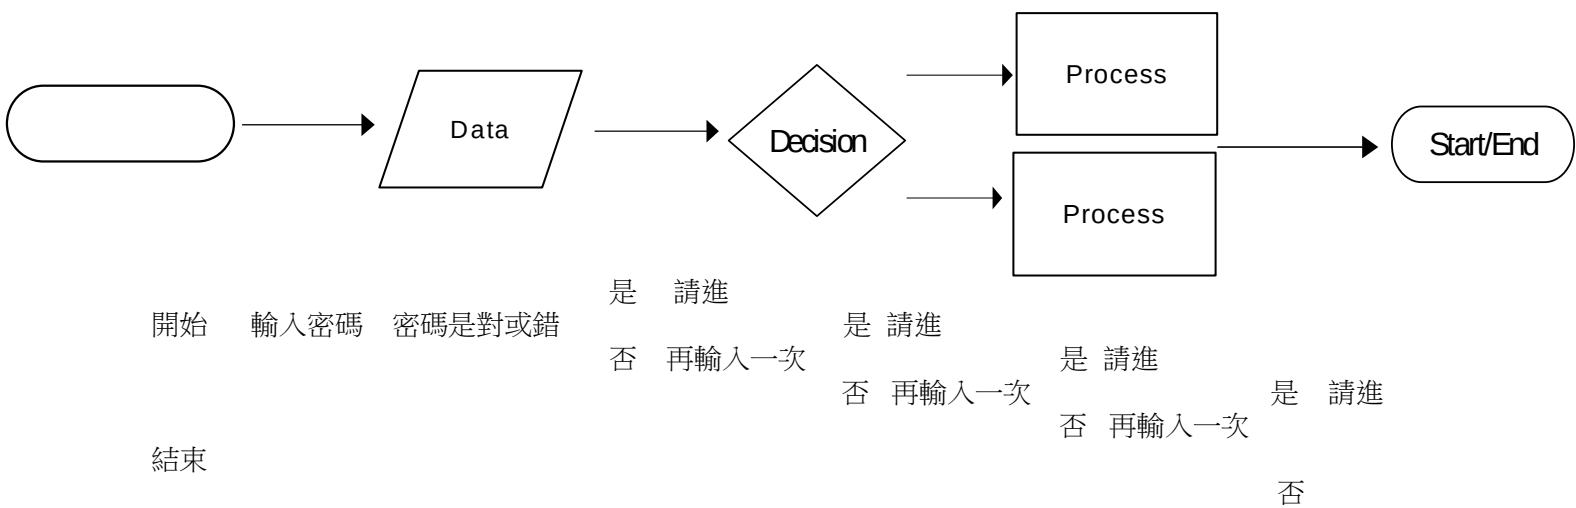 Process
Data
Decision
Start/End
Process
是 請進
開始 輸入密碼 密碼是對或錯 是 請進
否 再輸入一次 是 請進
否 再輸入一次 是 請進
否 再輸入一次
結束
否